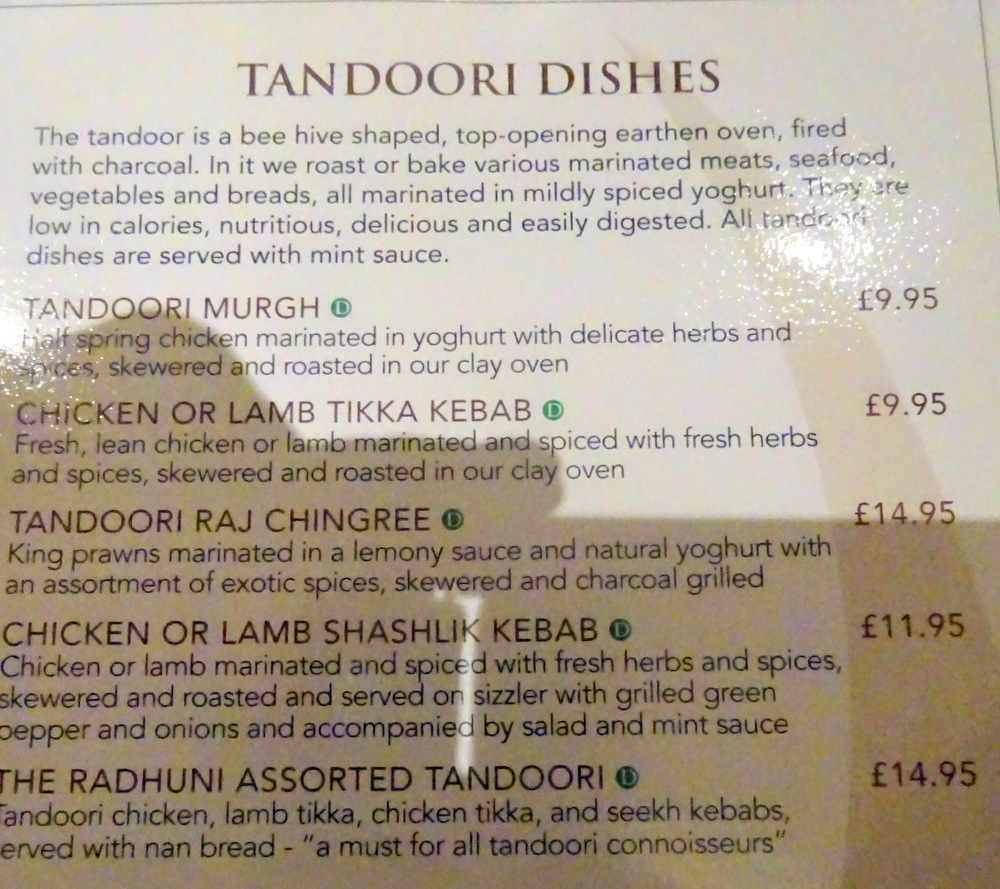 TANDOORI DISHES
The tandoor is a bee hive shaped, top-opening earthen oven, fired
with charcoal. In it we roast or bake various marinated meats, seafood,
vegetables and breads, all marinated in mildly spiced yoghurt. They are
low in calories, nutritious, delicious and easily digested. All tandoori
dishes are served with mint sauce.
TANDOORI MURGH D £9.95
Half spring chicken marinated in yoghurt with delicate herbs and
spices, skewered and roasted in our clay oven
CHICKEN OR LAMB TIKKA KEBAB D £9.95
Fresh, lean chicken or lamb marinated and spiced with fresh herbs
and spices, skewered and roasted in our clay oven
TANDOORI RAJ CHINGREE D £14.95
King prawns marinated in a lemony sauce and natural yoghurt with
an assortment of exotic spices, skewered and charcoal grilled
CHICKEN OR LAMB SHASHLIK KEBAB D £11.95
Chicken or lamb marinated and spiced with fresh herbs and spices,
skewered and roasted and served on sizzler with grilled green
pepper and onions and accompanied by salad and mint sauce
THE RADHUNI ASSORTED TANDOORI D £14.95
Tandoori chicken, lamb tikka, chicken tikka, and seekh kebabs,
erved with nan bread - "a must for all tandoori connoisseurs"